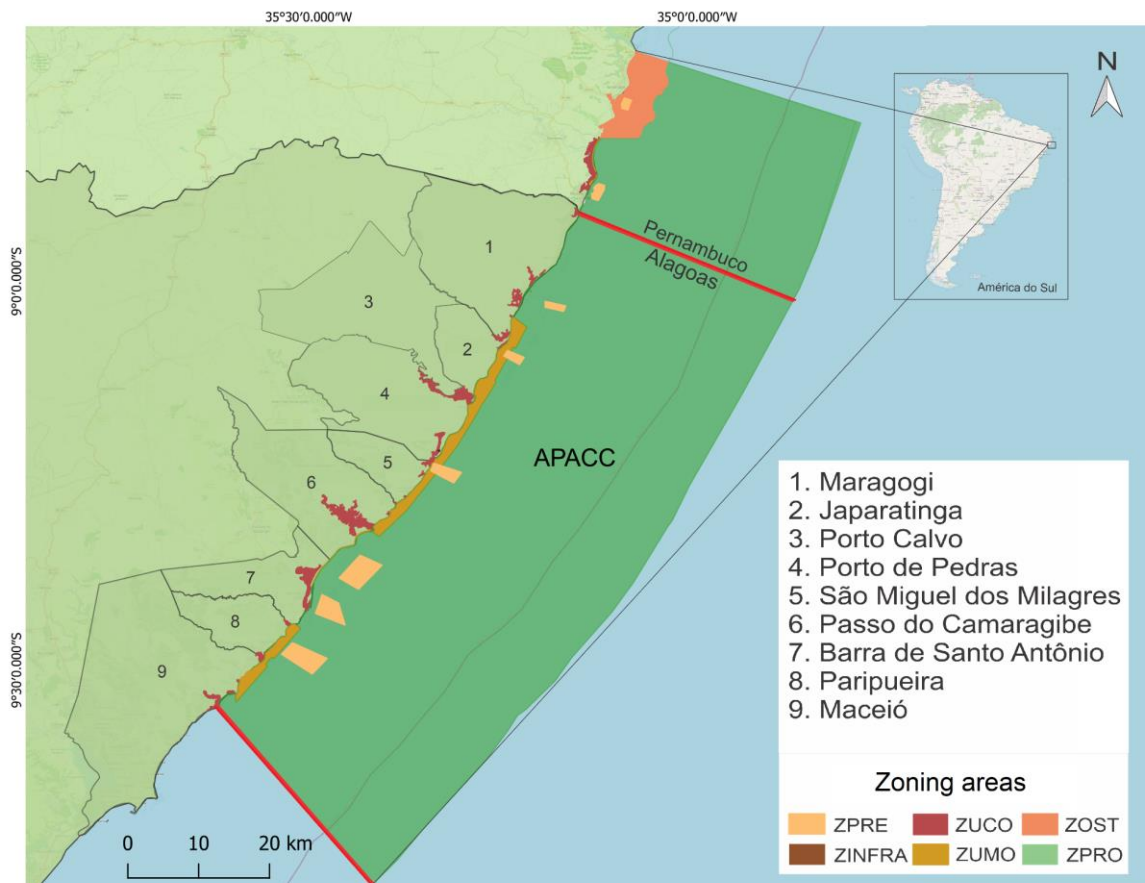 35°30'0.000"W
35°0'0.000"W
N
9°0'0.000"S
9°30'0.000"S
Pernambuco
Alagoas
América do Sul
1
3
2
4
5
6
7
8
9
APACC
1. Maragogi
2. Japaratinga
3. Porto Calvo
4. Porto de Pedras
5. São Miguel dos Milagres
6. Passo do Camaragibe
7. Barra de Santo Antônio
8. Paripueira
9. Maceió
Zoning areas
ZPRE ZUCO ZOST
ZINFRA ZUMO ZPRO
0 10 20 km